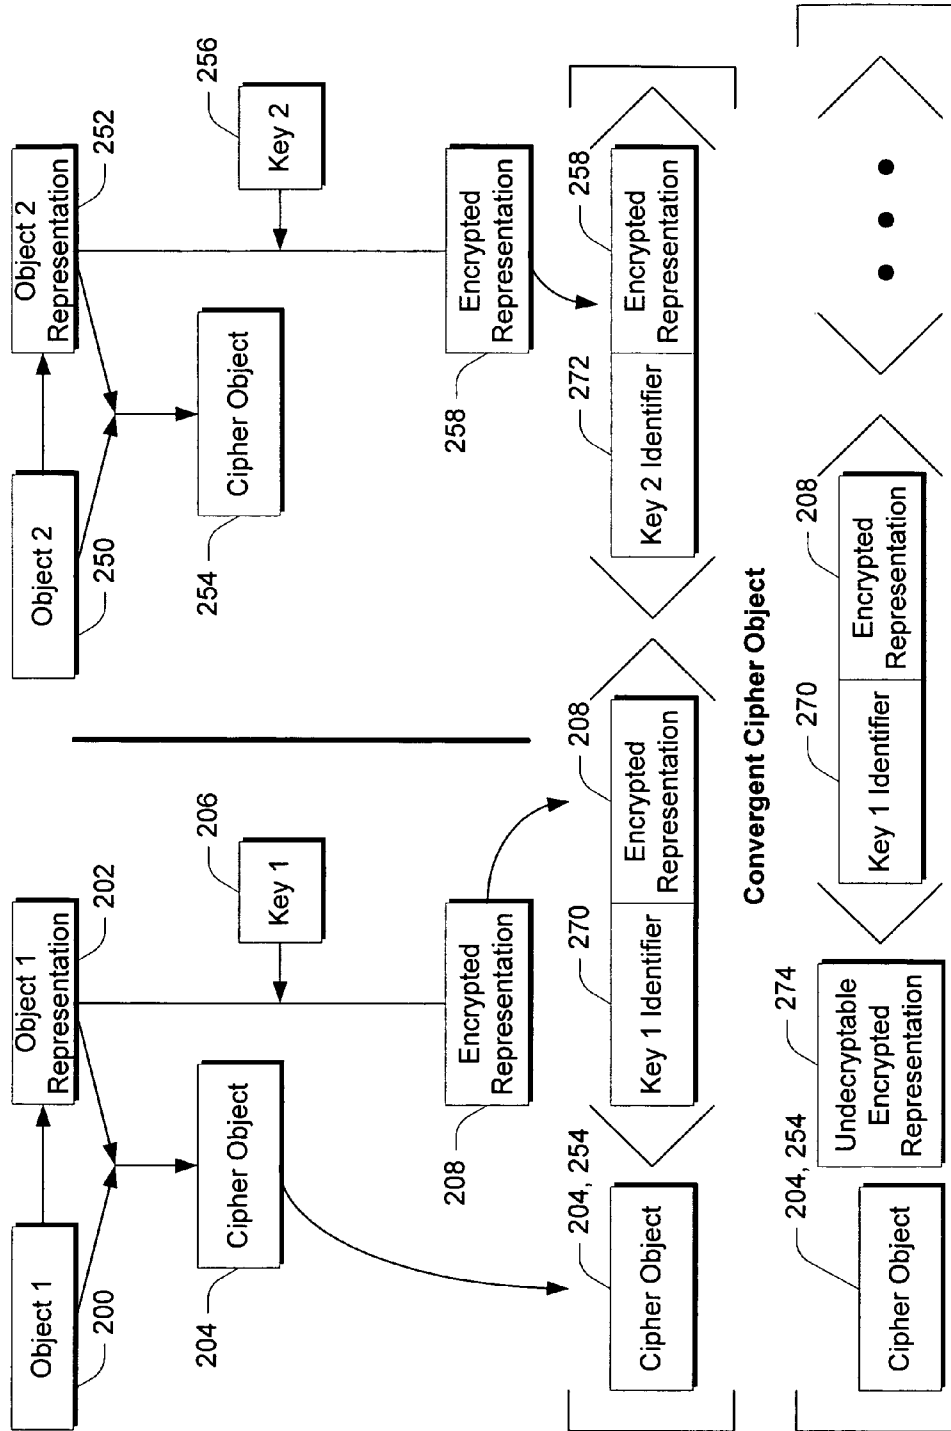 Object 1
200
Object 1
Representation
202
Cipher Object
204
Key 1
206
Encrypted
Representation
208
Object 2
250
Object 2
Representation
252
Cipher Object
254
Key 2
256
Encrypted
Representation
258
204, 254
Cipher Object
270
Key 1 Identifier
208
Encrypted
Representation
272
Key 2 Identifier
258
Encrypted
Representation
Convergent Cipher Object
204, 254
Cipher Object
274
Undecryptable
Encrypted
Representation
270
Key 1 Identifier
208
Encrypted
Representation